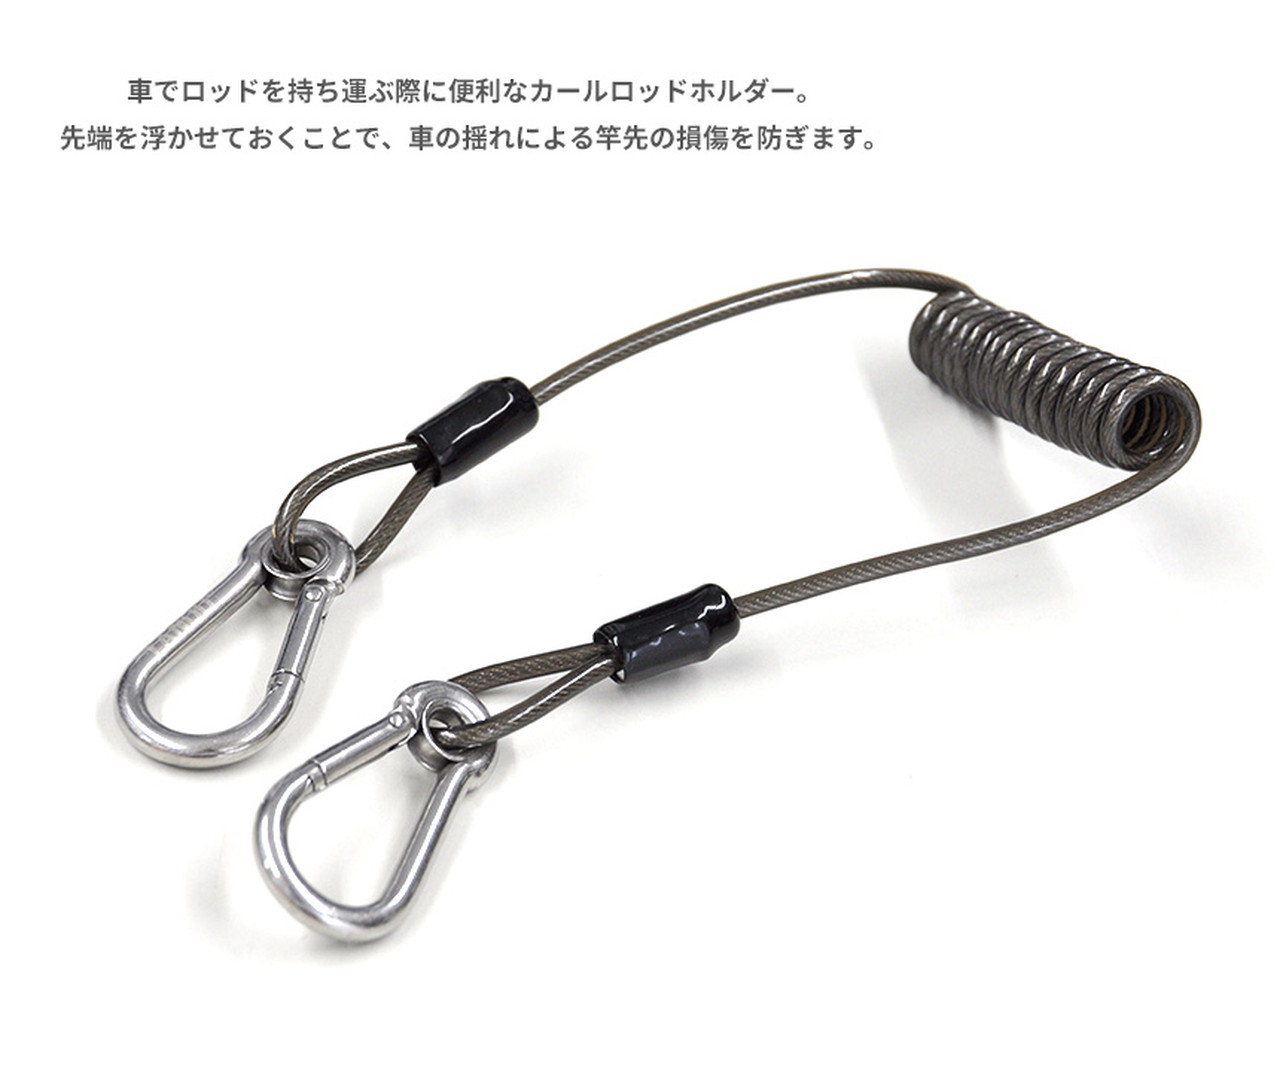 車でロッドを持ち運ぶ際に便利なカールロッドホルダー。
先端を浮かせておくことで、車の揺れによる竿先の損傷を防ぎます。